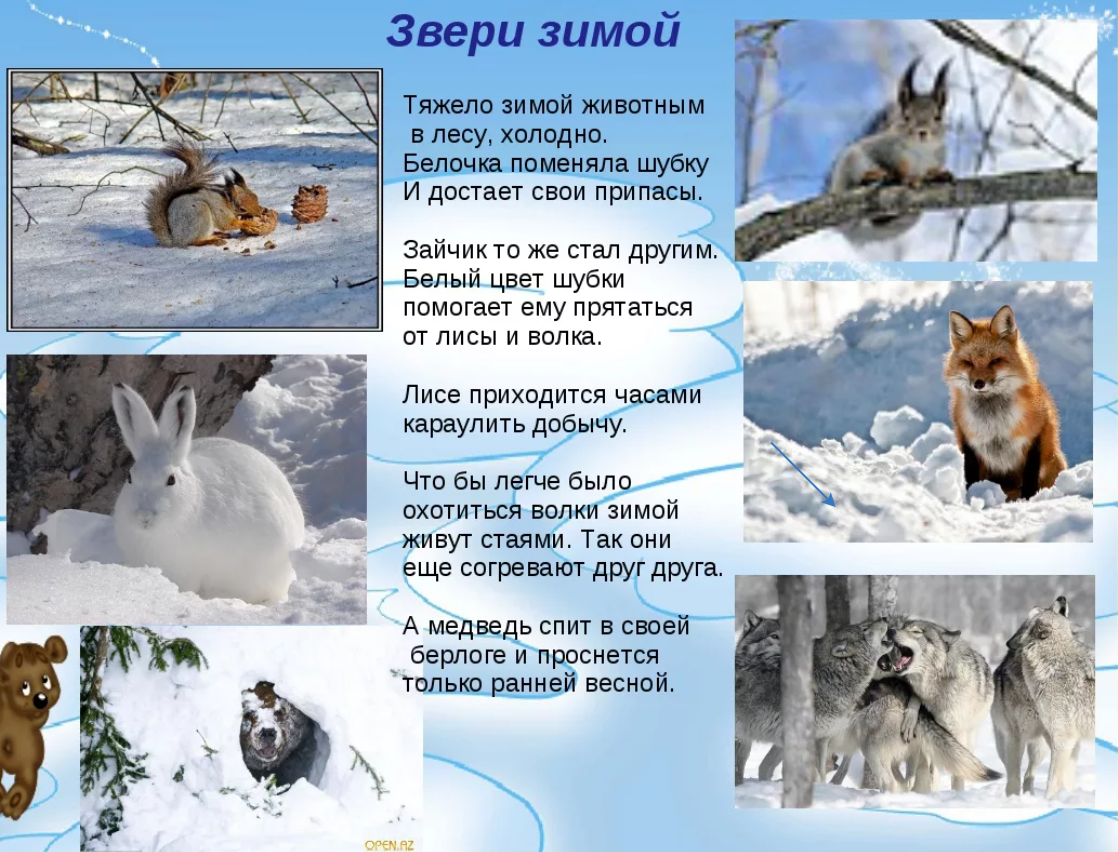 Звери зимой
Тяжело зимой животным
в лесу, холодно.
Белочка поменяла шубку
И достает свои припасы.
Зайчик то же стал другим.
Белый цвет шубки
помогает ему прятаться
от лисы и волка.
Лисе приходится часами
караулить добычу.
Что бы легче было
охотиться волки зимой
живут стаями. Так они
еще согревают друг друга.
А медведь спит в своей
берлоге и проснется
только ранней весной.
OPEN.AZ